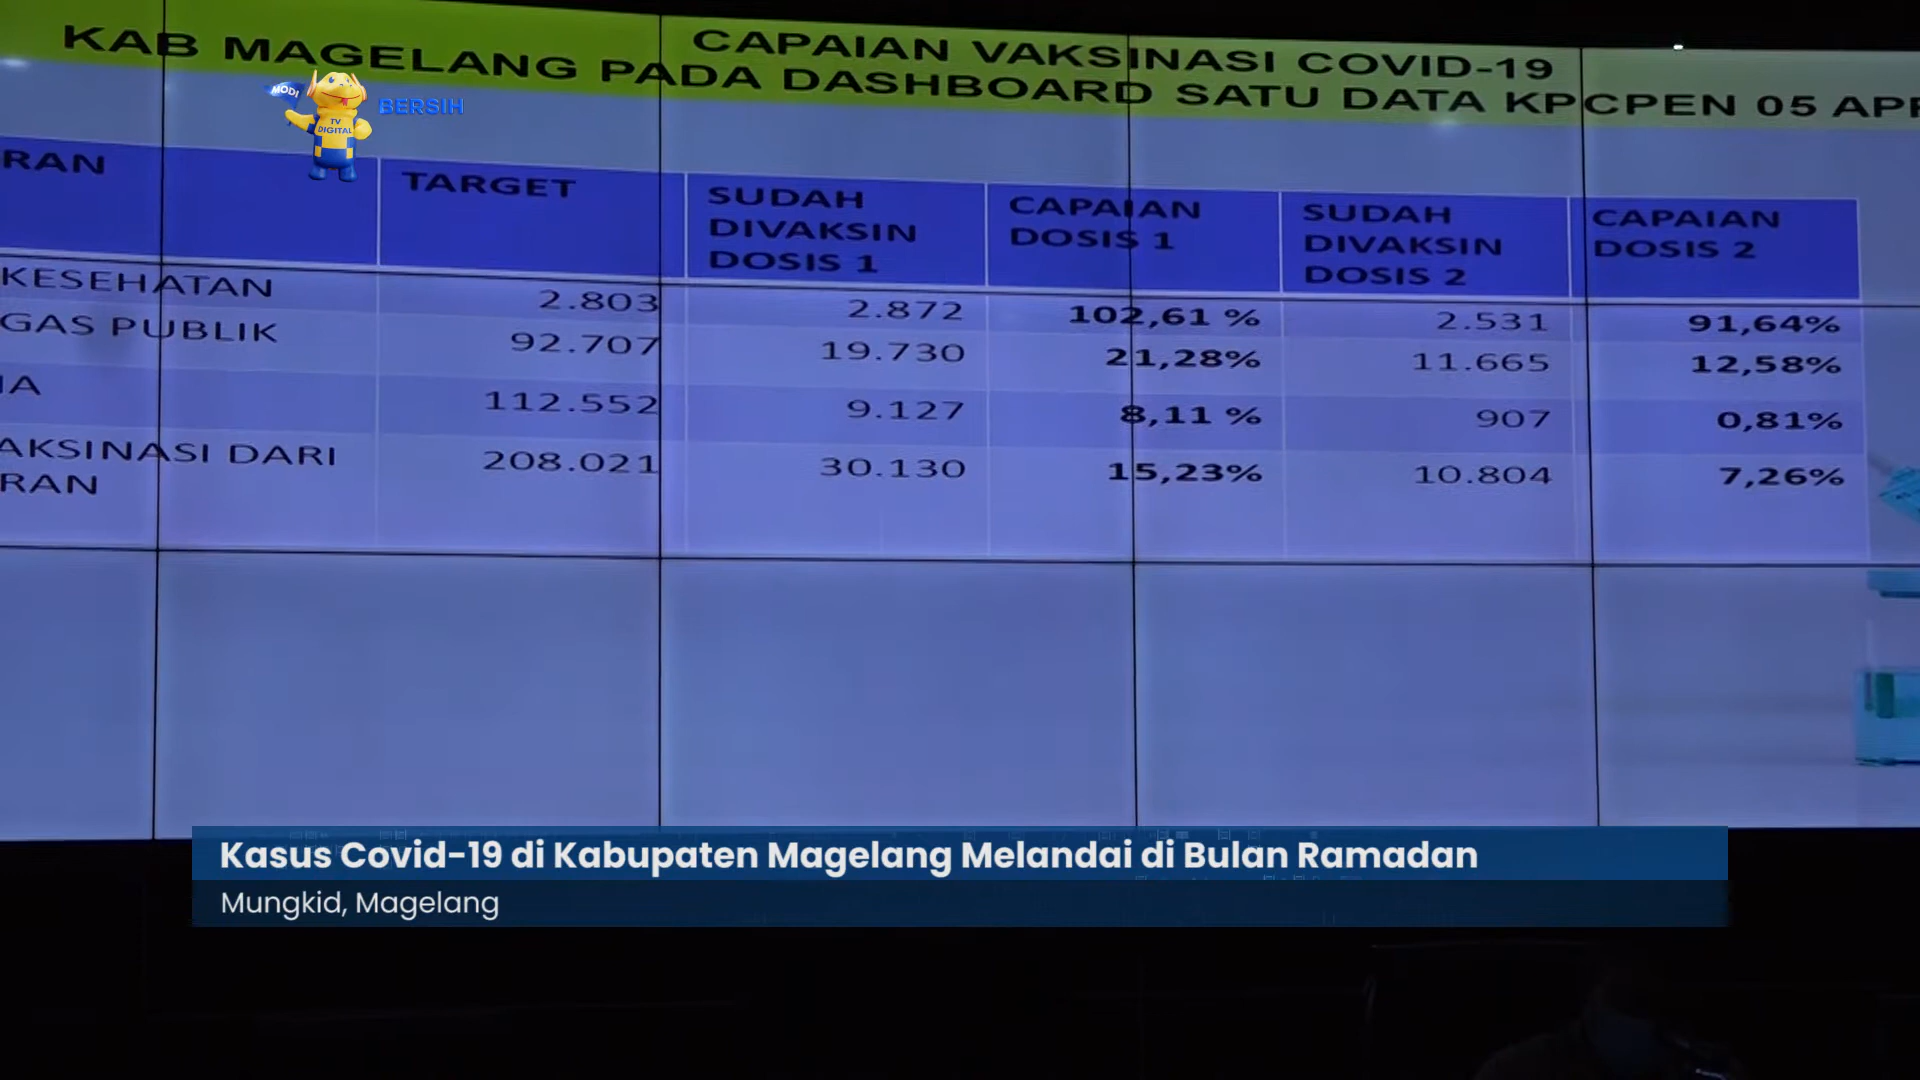 CAPAIAN VAKSINASI COVID-19
KAB MAGELANG PADA DASHBOARD SATU DATA KPCPEN 05 APR
MODI
TV
DIGITAL
BERSIH
RAN
TARGET
SUDAH
DIVAKSIN
DOSIS 1
CAPAIAN
DOSIS 1
SUDAH
DIVAKSIN
DOSIS 2
CAPAIAN
DOSIS 2
KESEHATAN 2.803 2.872 102,61 % 2.531 91,64%
GAS PUBLIK 92.707 19.730 21,28% 11.665 12,58%
IA 112.552 9.127 8,11 % 907 0,81%
AKSINASI DARI
RAN 208.021 30.130 15,23% 10.804 7,26%
Kasus Covid-19 di Kabupaten Magelang Melandai di Bulan Ramadan
Mungkid, Magelang